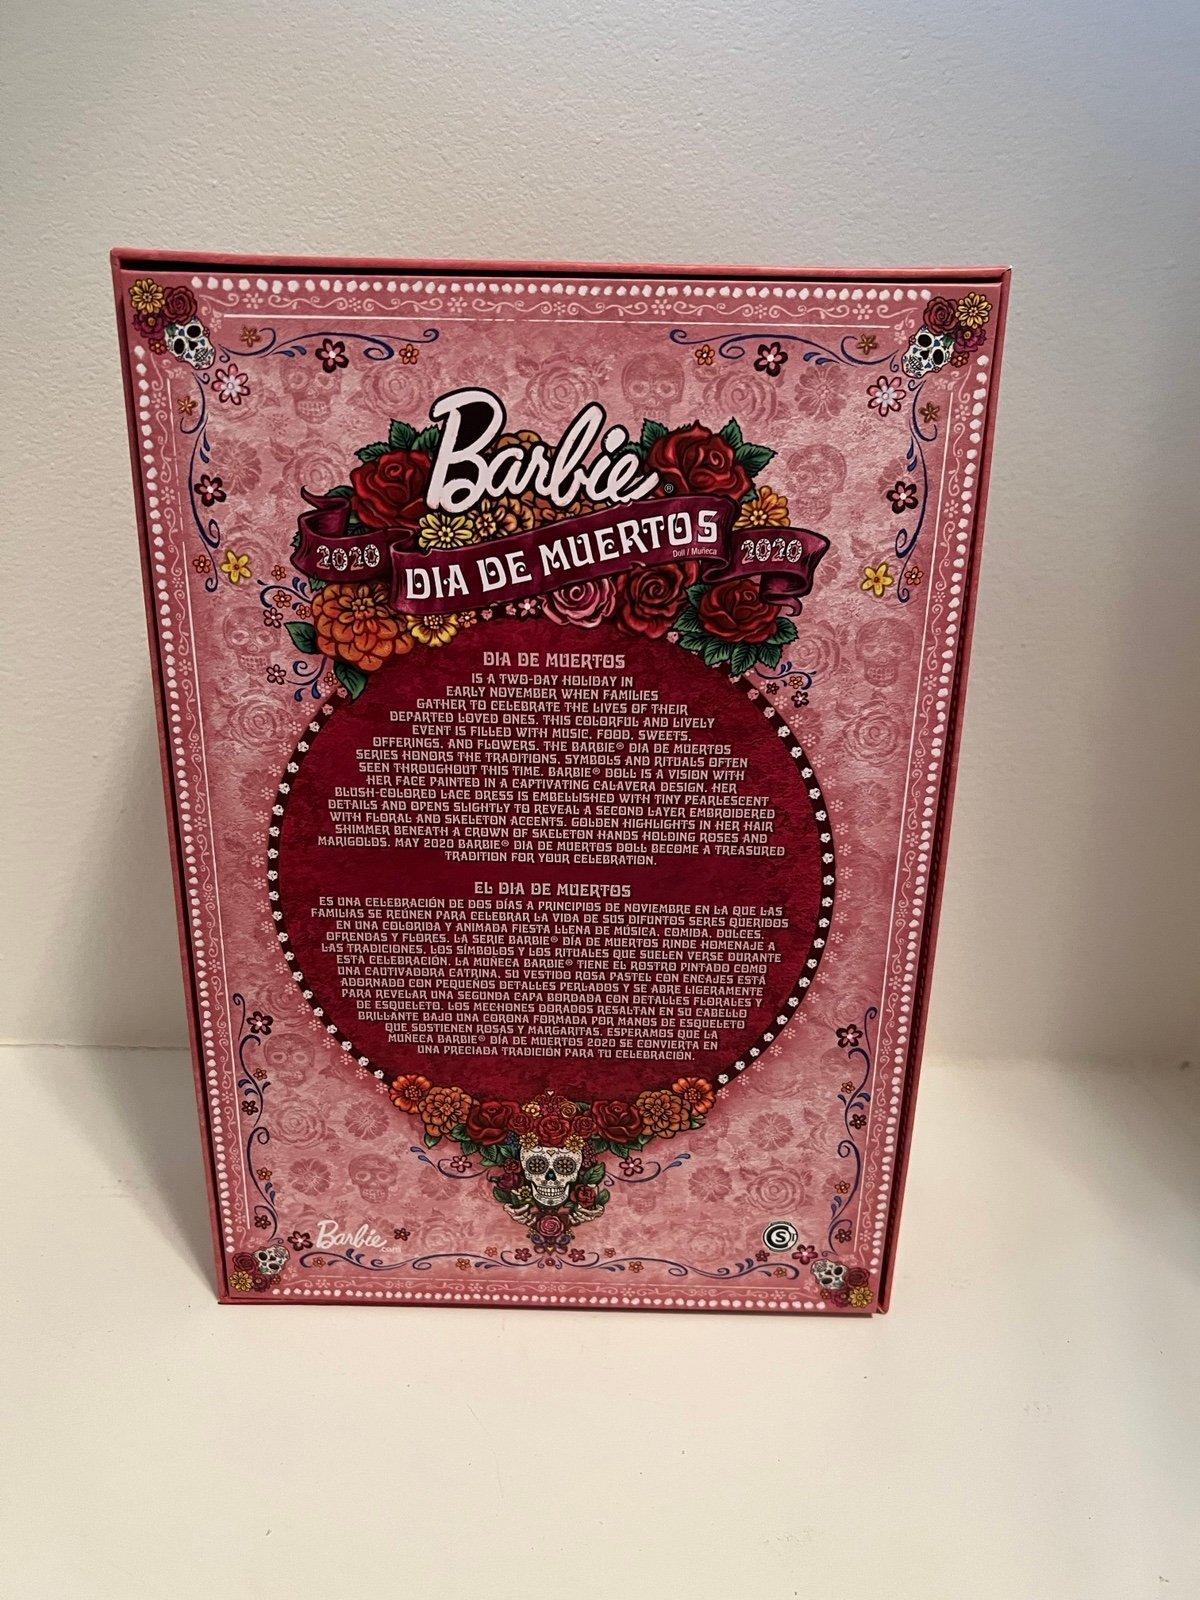 Barbie®
2020 DIA DE MUERTOS 2020
Doll / Muñeca
DIA DE MUERTOS
IS A TWO-DAY HOLIDAY IN
EARLY NOVEMBER WHEN FAMILIES
GATHER TO CELEBRATE THE LIVES OF THEIR
DEPARTED LOVED ONES. THIS COLORFUL AND LIVELY
EVENT IS FILLED WITH MUSIC, FOOD, SWEETS,
OFFERINGS, AND FLOWERS. THE BARBIE® DIA DE MUERTOS
SERIES HONORS THE TRADITIONS, SYMBOLS AND RITUALS OFTEN
SEEN THROUGHOUT THIS TIME. BARBIE® DOLL IS A VISION WITH
HER FACE PAINTED IN A CAPTIVATING CALAVERA DESIGN. HER
BLUSH-COLORED LACE DRESS IS EMBELLISHED WITH TINY PEARLESCENT
DETAILS AND OPENS SLIGHTLY TO REVEAL A SECOND LAYER EMBROIDERED
WITH FLORAL AND SKELETON ACCENTS. GOLDEN HIGHLIGHTS IN HER HAIR
SHIMMER BENEATH A CROWN OF SKELETON HANDS HOLDING ROSES AND
MARIGOLDS. MAY 2020 BARBIE® DIA DE MUERTOS DOLL BECOME A TREASURED
TRADITION FOR YOUR CELEBRATION.
EL DIA DE MUERTOS
ES UNA CELEBRACIÓN DE DOS DÍAS A PRINCIPIOS DE NOVIEMBRE EN LA QUE LAS
FAMILIAS SE REÚNEN PARA CELEBRAR LA VIDA DE SUS DIFUNTOS SERES QUERIDOS
EN UNA COLORIDA Y ANIMADA FIESTA LLENA DE MÚSICA, COMIDA, DULCES,
OFRENDAS Y FLORES. LA SERIE BARBIE® DÍA DE MUERTOS RINDE HOMENAJE A
LAS TRADICIONES, LOS SÍMBOLOS Y LOS RITUALES QUE SUELEN VERSE DURANTE
ESTA CELEBRACIÓN. LA MUÑECA BARBIE® TIENE EL ROSTRO PINTADO COMO
UNA CAUTIVADORA CATRINA. SU VESTIDO ROSA PASTEL CON ENCAJES ESTÁ
ADORNADO CON PEQUEÑOS DETALLES PERLADOS Y SE ABRE LIGERAMENTE
PARA REVELAR UNA SEGUNDA CAPA BORDADA CON DETALLES FLORALES Y
DE ESQUELETO. LOS MECHONES DORADOS RESALTAN EN SU CABELLO
BRILLANTE BAJO UNA CORONA FORMADA POR MANOS DE ESQUELETO
QUE SOSTIENEN ROSAS Y MARGARITAS. ESPERAMOS QUE LA
MUÑECA BARBIE® DÍA DE MUERTOS 2020 SE CONVIERTA EN
UNA PRECIADA TRADICIÓN PARA TU CELEBRACIÓN.
Barbie.com
S